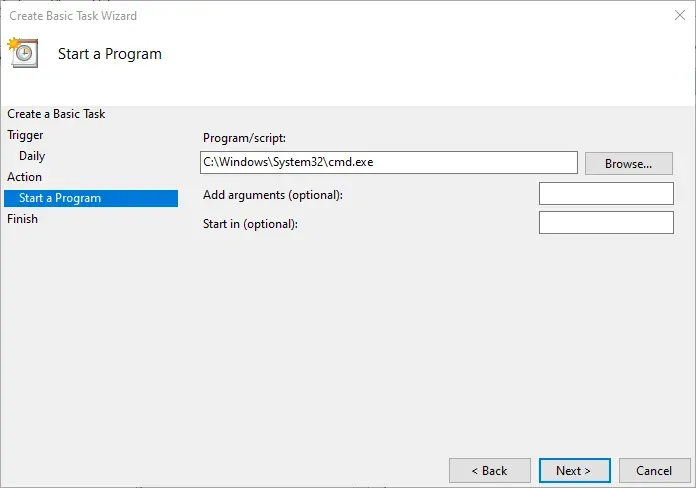 Create Basic Task Wizard
Start a Program
Create a Basic Task
Trigger
Daily
Action
Start a Program
Finish
Program/script:
C:\Windows\System32\cmd.exe
Browse...
Add arguments (optional):
Start in (optional):
< Back
Next >
Cancel